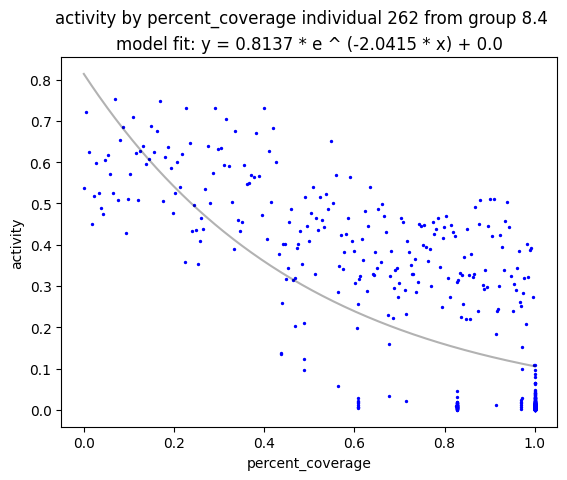 activity by percent_coverage individual 262 from group 8.4
model fit: y = 0.8137 * e ^ (-2.0415 * x) + 0.0
0.8
0.7
0.6
0.5
0.4
0.3
0.2
0.1
0.0
activity
0.0 0.2 0.4 0.6 0.8 1.0
percent_coverage